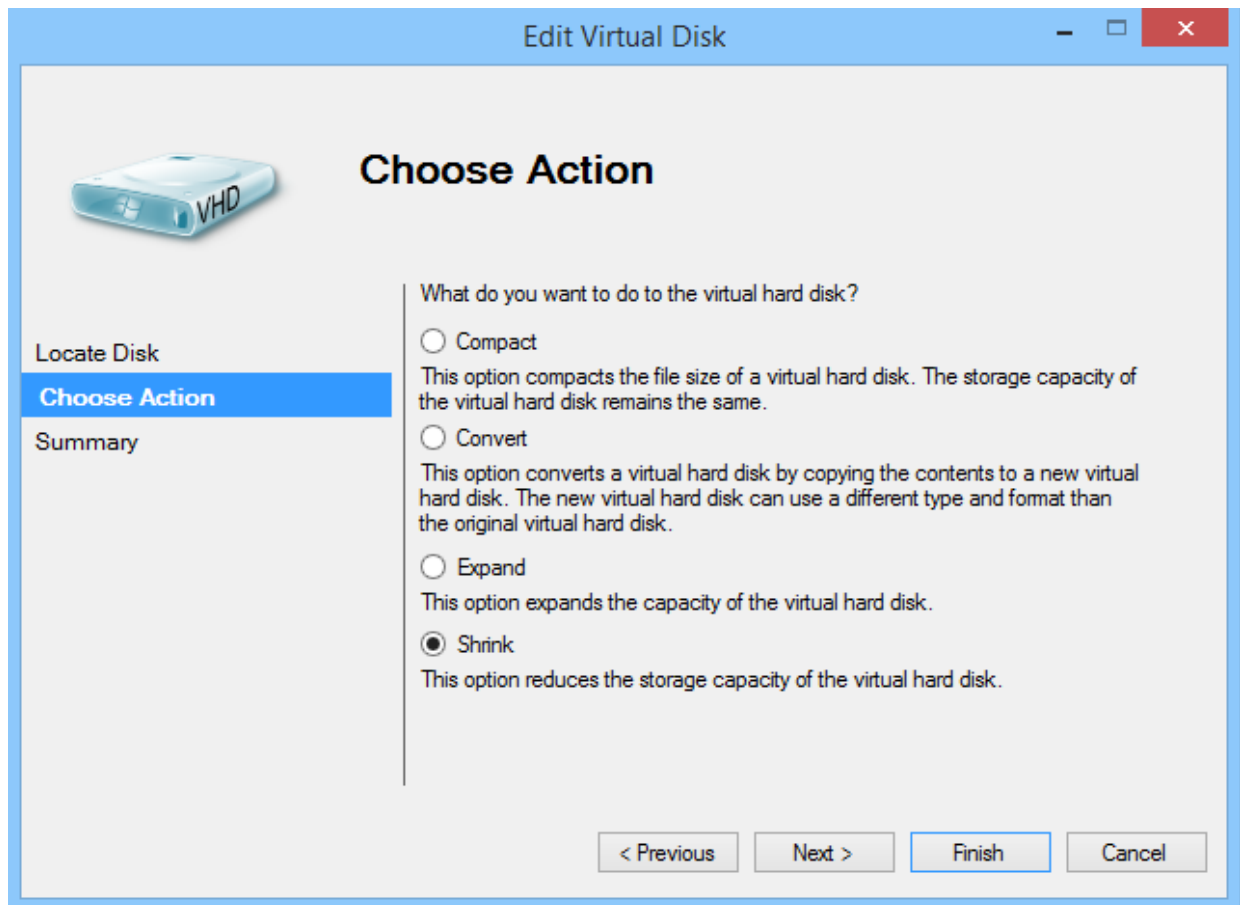 Edit Virtual Disk
VHD
Choose Action
Locate Disk
Choose Action
Summary
What do you want to do to the virtual hard disk?
Compact
This option compacts the file size of a virtual hard disk. The storage capacity of
the virtual hard disk remains the same.
Convert
This option converts a virtual hard disk by copying the contents to a new virtual
hard disk. The new virtual hard disk can use a different type and format than
the original virtual hard disk.
Expand
This option expands the capacity of the virtual hard disk.
Shrink
This option reduces the storage capacity of the virtual hard disk.
< Previous
Next >
Finish
Cancel